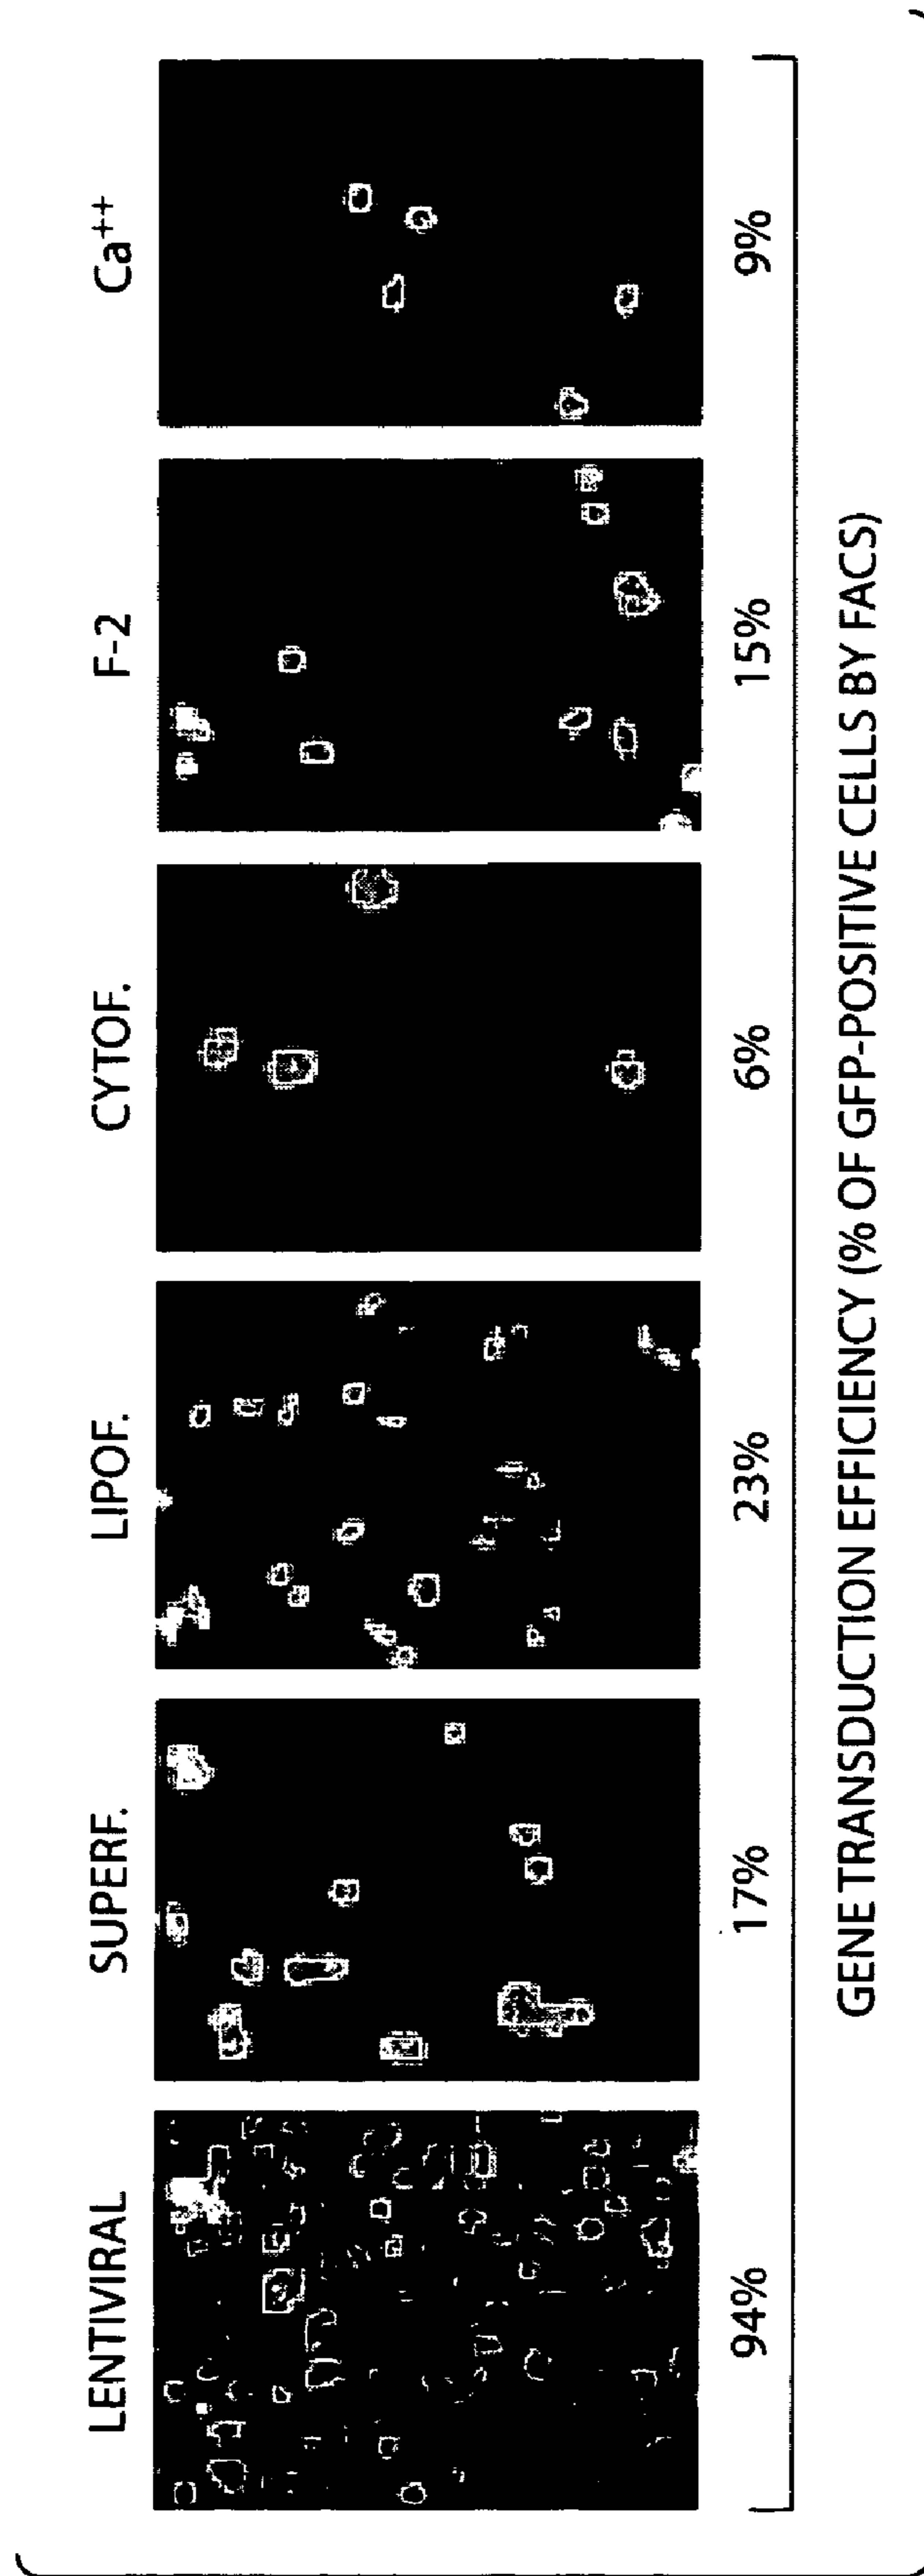 LENTIVIRAL SUPERF. LIPOF. CYTOF. F-2 Ca++
94% 17% 23% 6% 15% 9%
GENE TRANSDUCTION EFFICIENCY (% OF GFP-POSITIVE CELLS BY FACS)